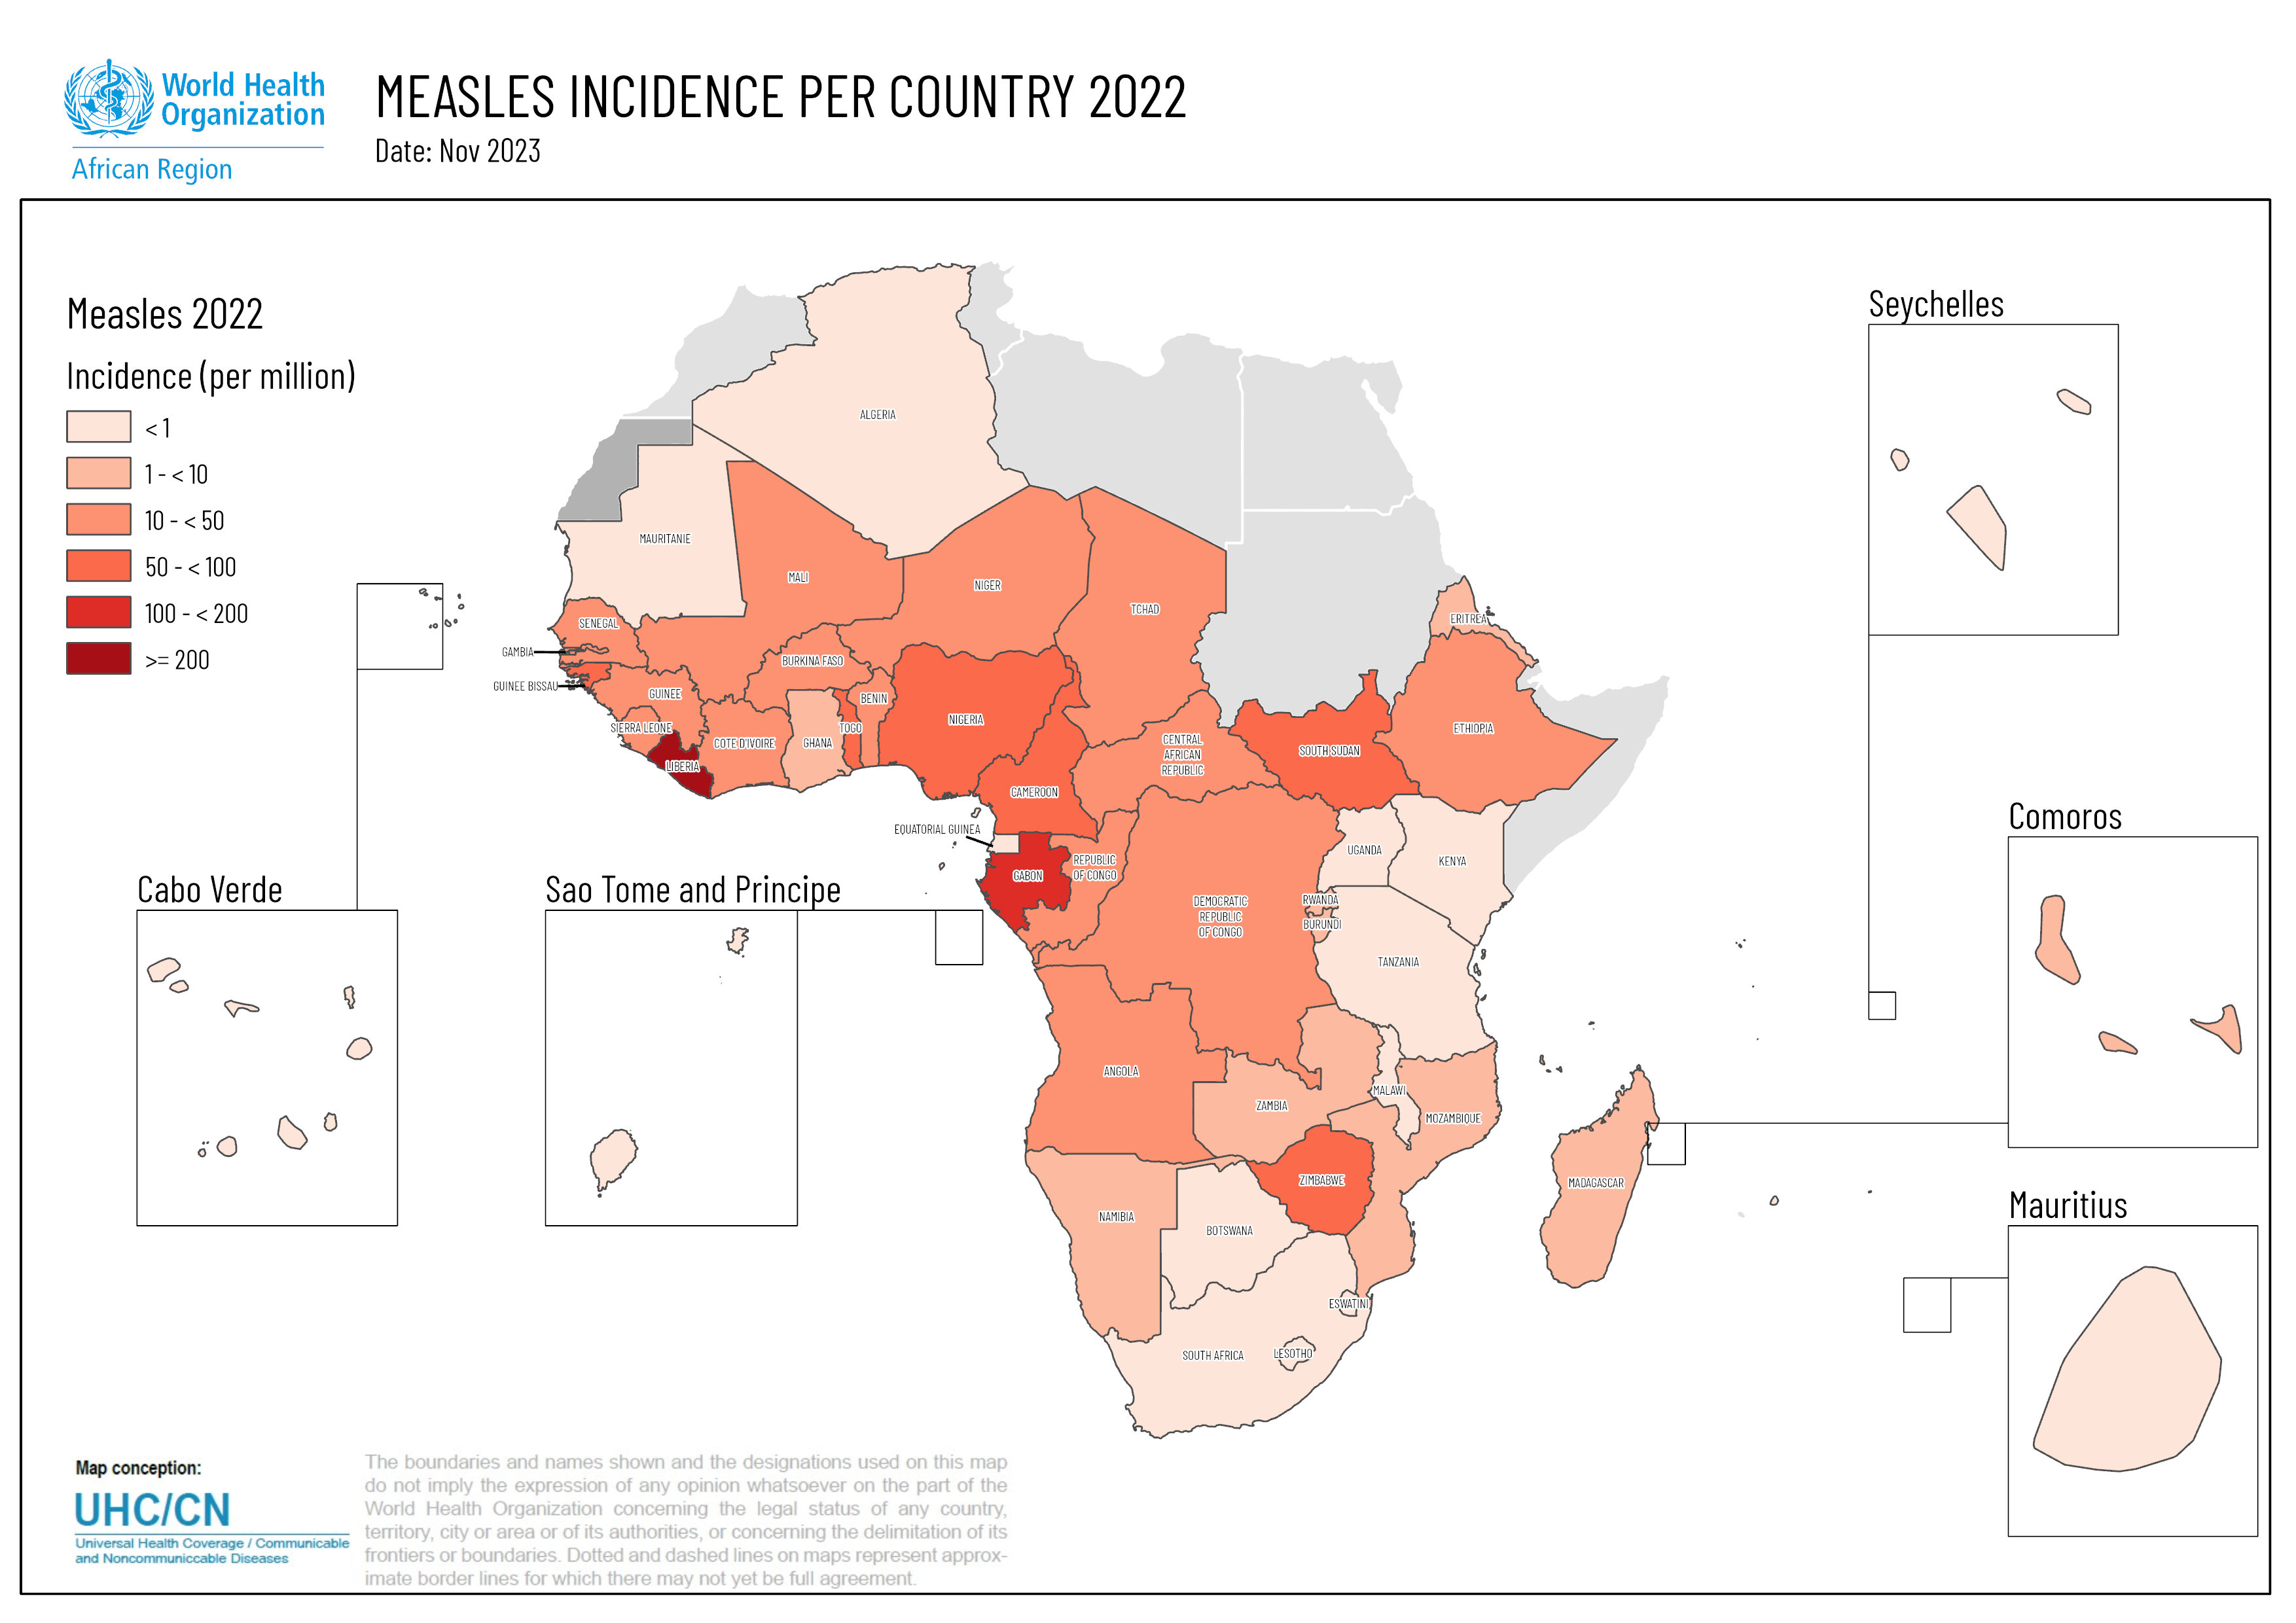 World Health
Organization
African Region
MEASLES INCIDENCE PER COUNTRY 2022
Date: Nov 2023
Measles 2022
Incidence (per million)
< 1
1 - < 10
10 - < 50
50 - < 100
100 - < 200
>= 200
Seychelles
Comoros
Mauritius
Cabo Verde
Sao Tome and Principe
ALGERIA
MAURITANIE
MALI
NIGER
TCHAD
ERITREA
SENEGAL
GAMBIA
BURKINA FASO
GUINEE BISSAU
GUINEE
BENIN
NIGERIA
SIERRA LEONE
COTE D'IVOIRE
GHANA
TOGO
LIBERIA
CENTRAL
AFRICAN
REPUBLIC
SOUTH SUDAN
ETHIOPIA
CAMEROON
EQUATORIAL GUINEA
GABON
REPUBLIC
OF CONGO
UGANDA
KENYA
DEMOCRATIC
REPUBLIC
OF CONGO
RWANDA
BURUNDI
TANZANIA
ANGOLA
ZAMBIA
MALAWI
MOZAMBIQUE
ZIMBABWE
MADAGASCAR
NAMIBIA
BOTSWANA
ESWATINI
SOUTH AFRICA
LESOTHO
Map conception:
UHC/CN
Universal Health Coverage / Communicable
and Noncommuniccable Diseases
The boundaries and names shown and the designations used on this map
do not imply the expression of any opinion whatsoever on the part of the
World Health Organization concerning the legal status of any country,
territory, city or area or of its authorities, or concerning the delimitation of its
frontiers or boundaries. Dotted and dashed lines on maps represent approx-
imate border lines for which there may not yet be full agreement.